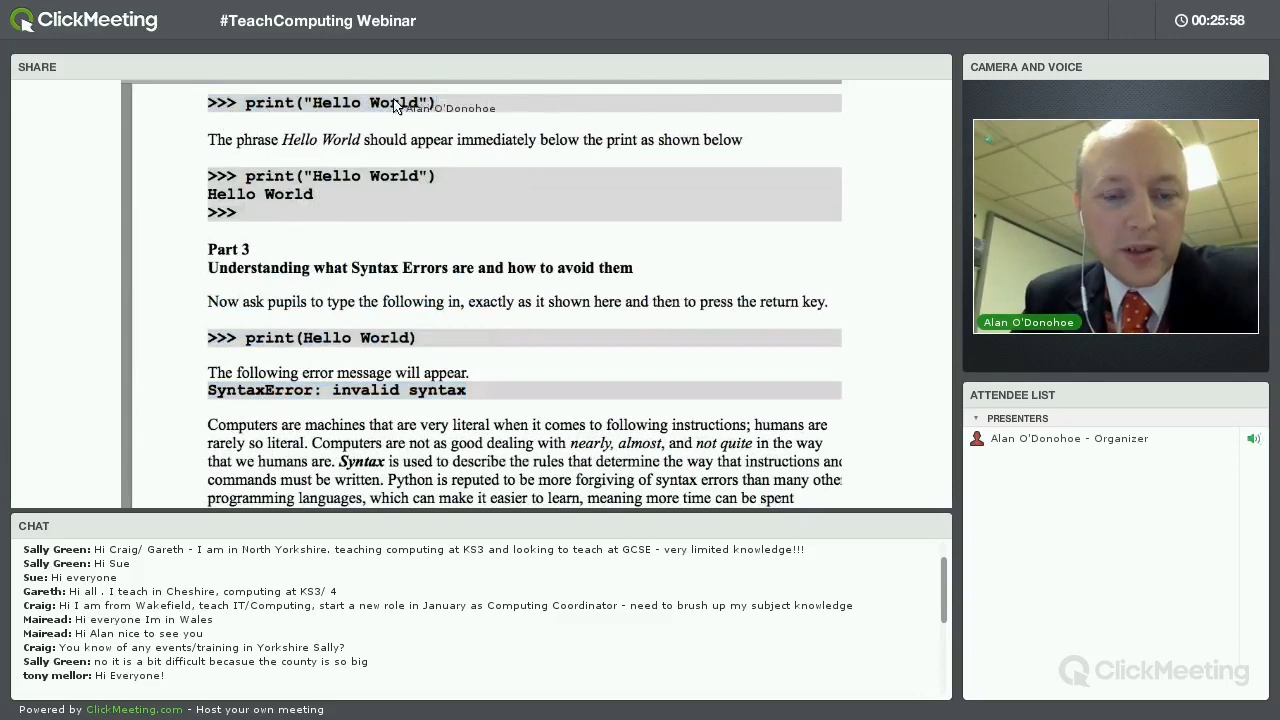 ClickMeeting
#TeachComputing Webinar
00:25:58
SHARE
>>> print("Hello World")
Alan O'Donohoe
The phrase Hello World should appear immediately below the print as shown below
>>> print("Hello World")
Hello World
>>>
Part 3
Understanding what Syntax Errors are and how to avoid them
Now ask pupils to type the following in, exactly as it shown here and then to press the return key.
>>> print(Hello World)
The following error message will appear.
SyntaxError: invalid syntax
Computers are machines that are very literal when it comes to following instructions; humans are
rarely so literal. Computers are not as good dealing with nearly, almost, and not quite in the way
that we humans are. Syntax is used to describe the rules that determine the way that instructions and
commands must be written. Python is reputed to be more forgiving of syntax errors than many othe
programming languages, which can make it easier to learn, meaning more time can be spent
CHAT
Sally Green: Hi Craig/ Gareth - I am in North Yorkshire. teaching computing at KS3 and looking to teach at GCSE - very limited knowledge!!!
Sally Green: Hi Sue
Sue: Hi everyone
Gareth: Hi all . I teach in Cheshire, computing at KS3/ 4
Craig: Hi I am from Wakefield, teach IT/Computing, start a new role in January as Computing Coordinator - need to brush up my subject knowledge
Mairead: Hi everyone Im in Wales
Mairead: Hi Alan nice to see you
Craig: You know of any events/training in Yorkshire Sally?
Sally Green: no it is a bit difficult becasue the county is so big
tony mellor: Hi Everyone!
CAMERA AND VOICE
Alan O'Donohoe
ATTENDEE LIST
PRESENTERS
Alan O'Donohoe - Organizer
ClickMeeting
Powered by ClickMeeting.com - Host your own meeting